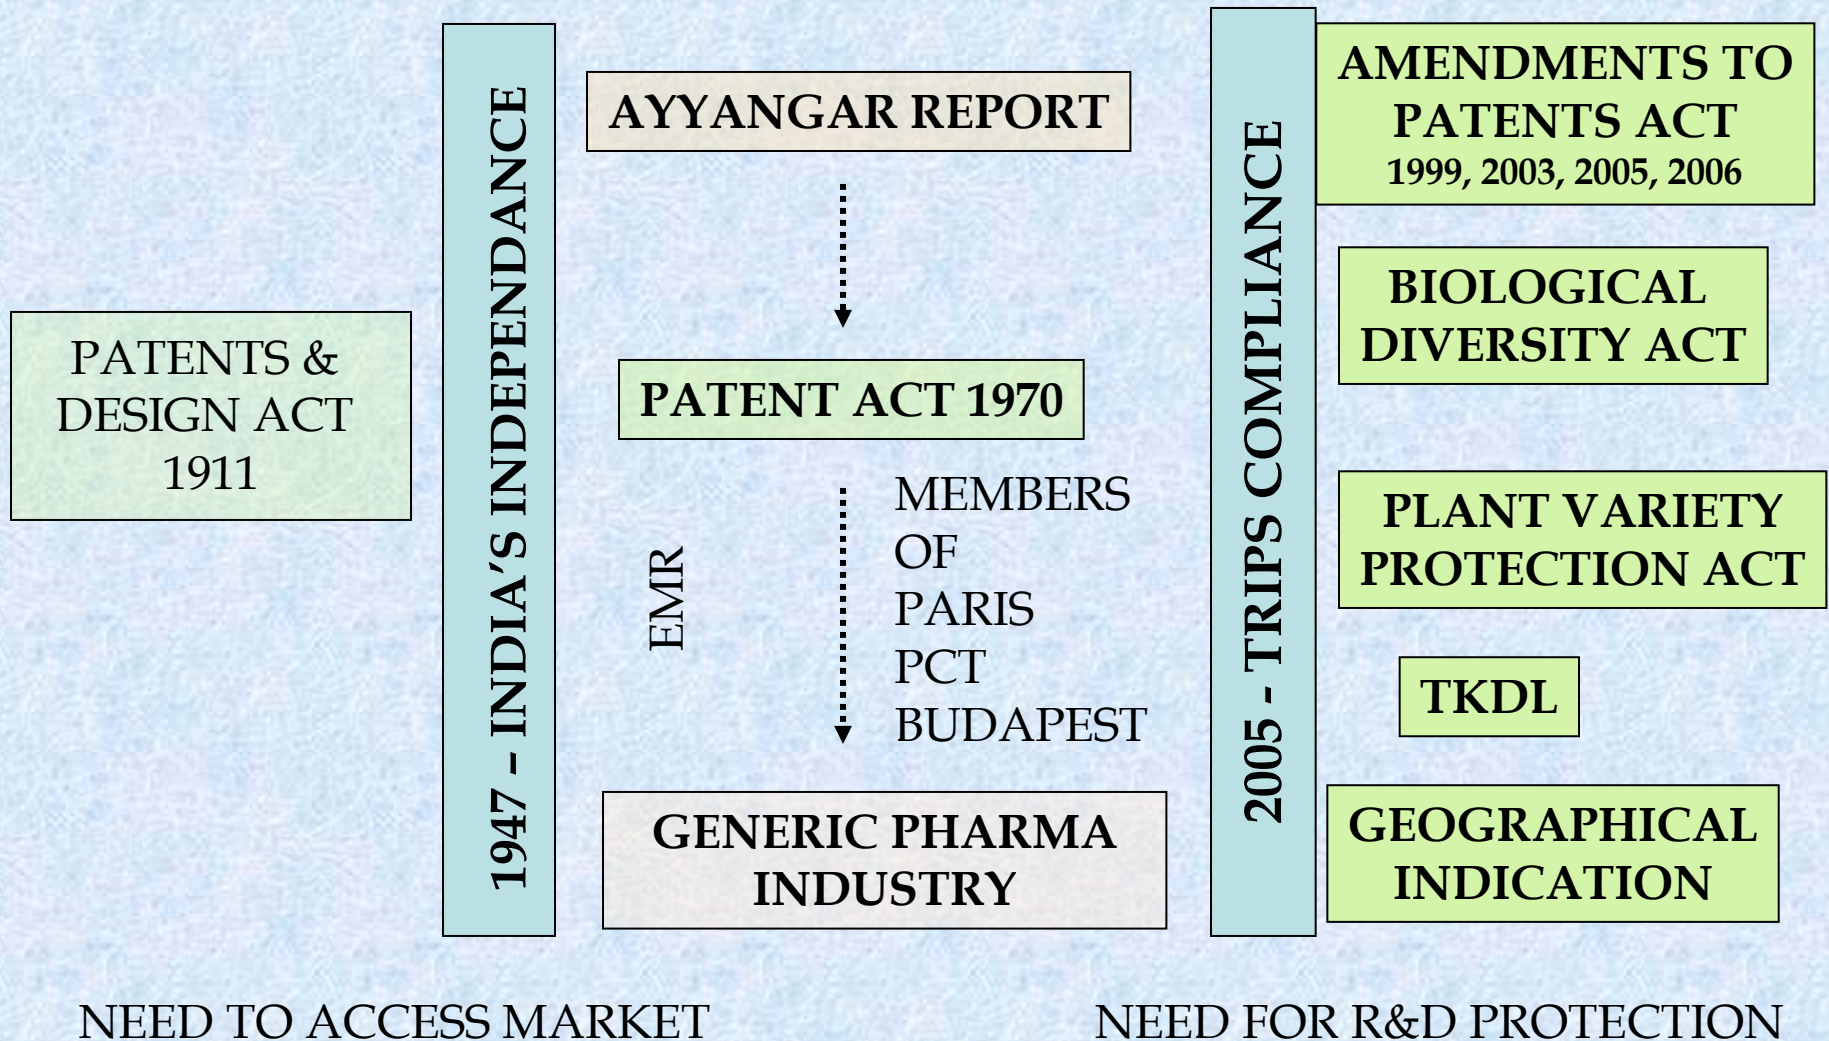 PATENTS &
DESIGN ACT
1911
1947 – INDIA’S INDEPENDANCE
AYYANGAR REPORT
PATENT ACT 1970
EMR
MEMBERS
OF
PARIS
PCT
BUDAPEST
GENERIC PHARMA
INDUSTRY
2005 - TRIPS COMPLIANCE
AMENDMENTS TO
PATENTS ACT
1999, 2003, 2005, 2006
BIOLOGICAL
DIVERSITY ACT
PLANT VARIETY
PROTECTION ACT
TKDL
GEOGRAPHICAL
INDICATION
NEED TO ACCESS MARKET
NEED FOR R&D PROTECTION